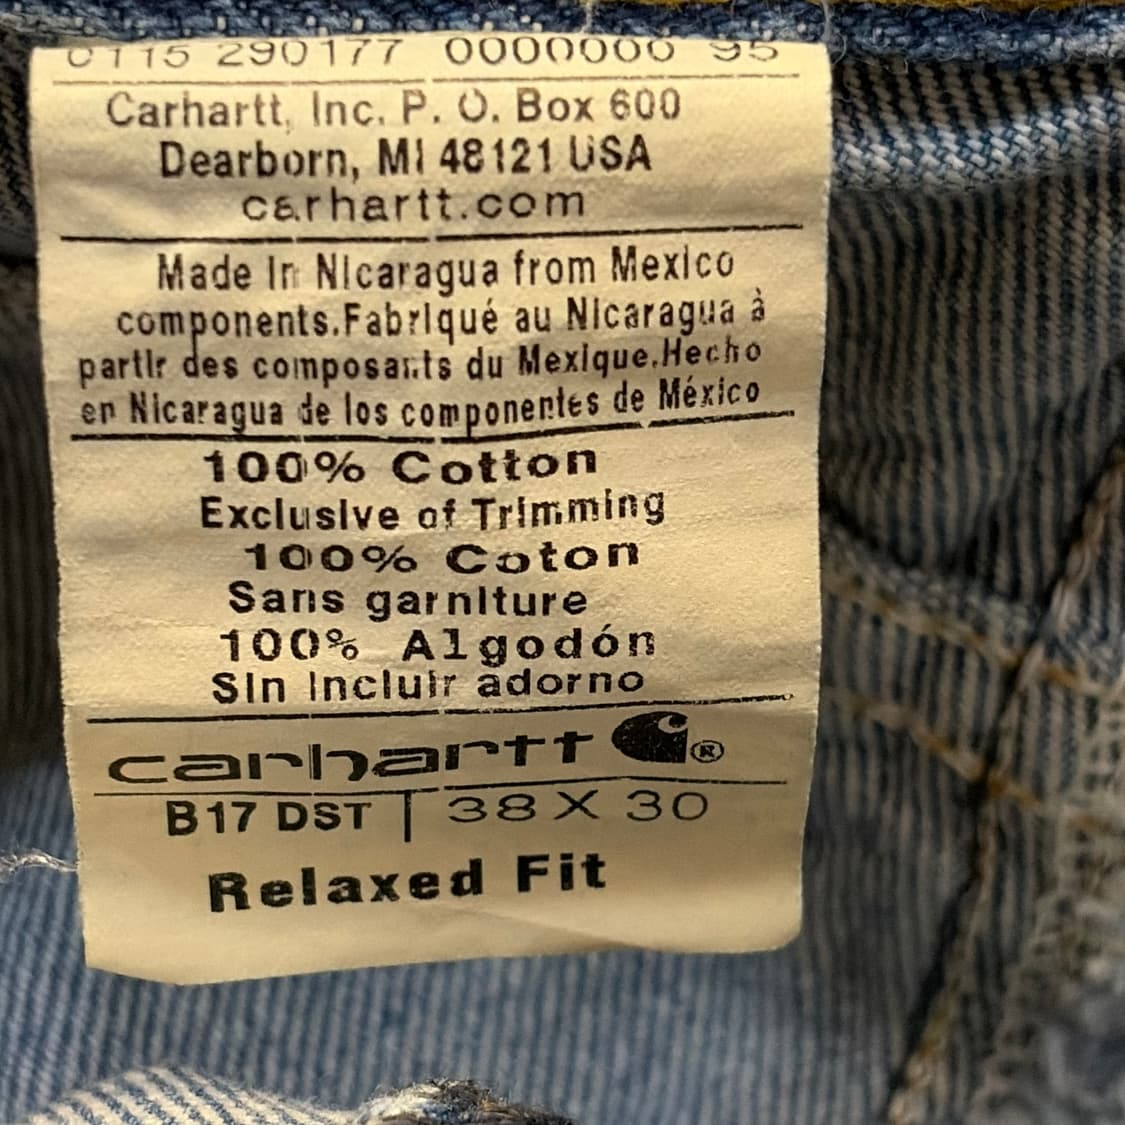 0115 290177 0000000 95
Carhartt, Inc. P. O. Box 600
Dearborn, MI 48121 USA
carhartt.com
Made in Nicaragua from Mexico
components.Fabriqué au Nicaragua à
partir des composants du Mexique.Hecho
en Nicaragua de los componentes de México
100% Cotton
Exclusive of Trimming
100% Coton
Sans garniture
100% Algodón
Sin incluir adorno
carhartt ®
B17 DST | 38 X 30
Relaxed Fit